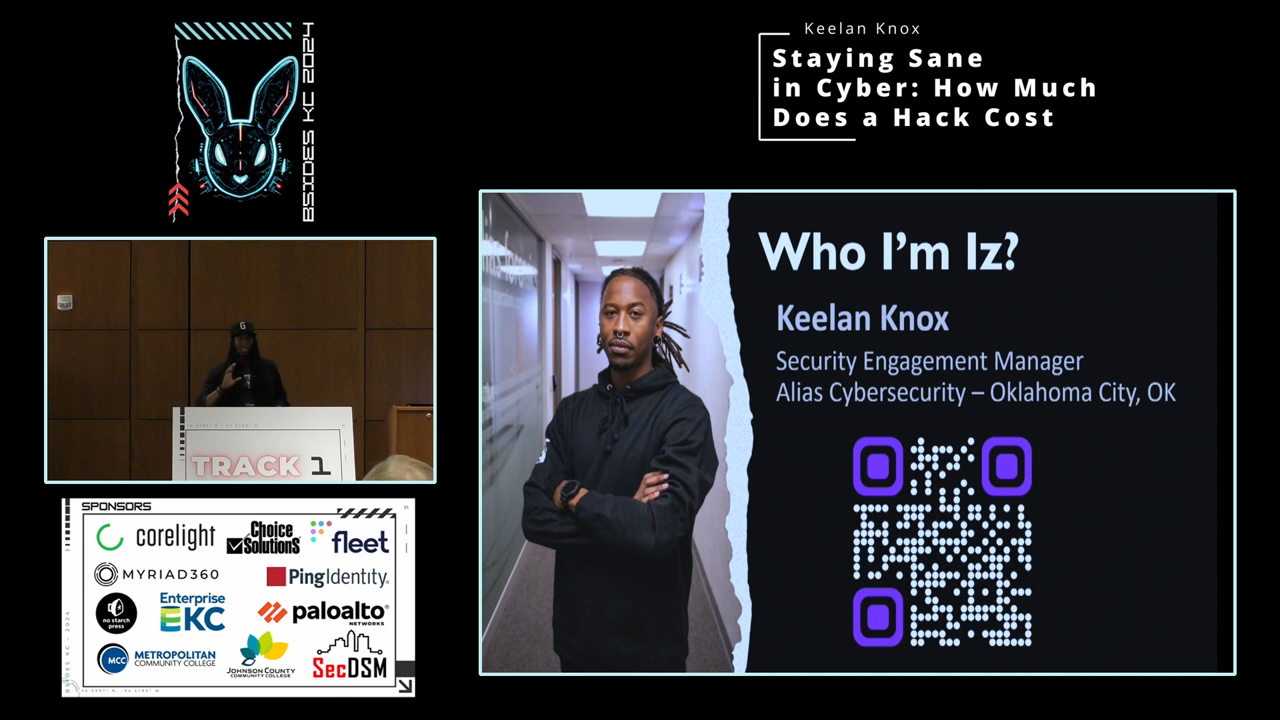 BSIDES KC 2024
Keelan Knox
Staying Sane
in Cyber: How Much
Does a Hack Cost
G
TRACK 1
Who I'm Iz?
Keelan Knox
Security Engagement Manager
Alias Cybersecurity – Oklahoma City, OK
SPONSORS
corelight
Choice
Solutions
fleet
MYRIAD360
PingIdentity
no starch
press
Enterprise
EKC
paloalto
NETWORKS
MCC
METROPOLITAN
COMMUNITY COLLEGE
JOHNSON COUNTY
COMMUNITY COLLEGE
SecDSM